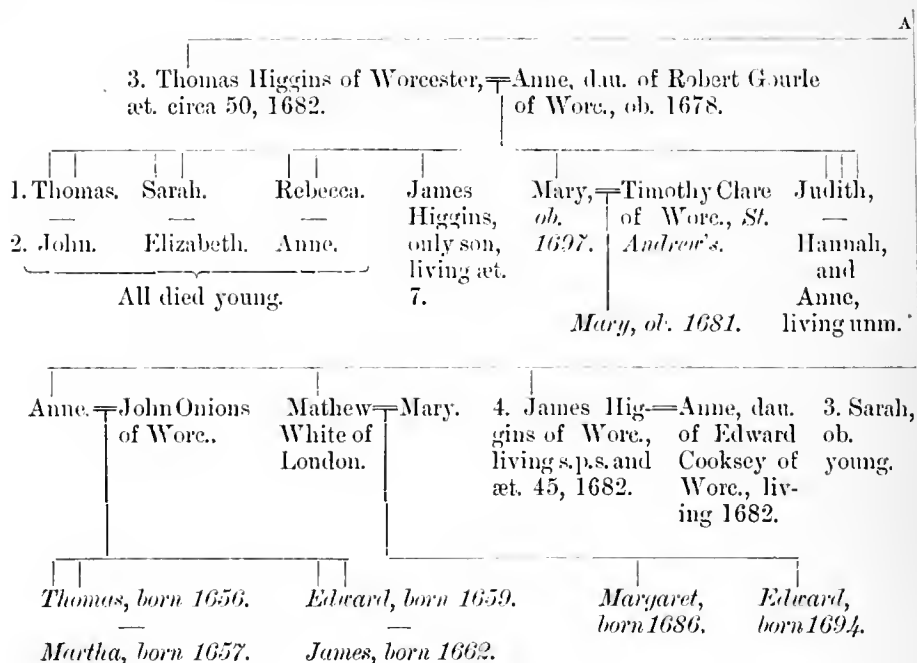 A
3. Thomas Higgins of Worcester, Anne, dau. of Robert Gourle
æt. circa 50, 1682. of Worc., ob. 1678.
1. Thomas. Sarah. Rebecca. James Mary, Timothy Clare Judith,
Higgins, ob. of Worc., St.
2. John. Elizabeth. Anne. only son, 1697. Andrew's. Hannah,
living æt. and
All died young. 7. Anne,
Mary, ob. 1681. living unm.
Anne. John Onions Mathew Mary. 4. James Hig- Anne, dau. 3. Sarah,
of Worc. White of gins of Worc., of Edward ob.
London. living s.p.s. and Cooksey of young.
æt. 45, 1682. Worc., liv-
ing 1682.
Thomas, born 1656. Edward, born 1659. Margaret, Edward,
born 1686. born 1694.
Martha, born 1657. James, born 1662.